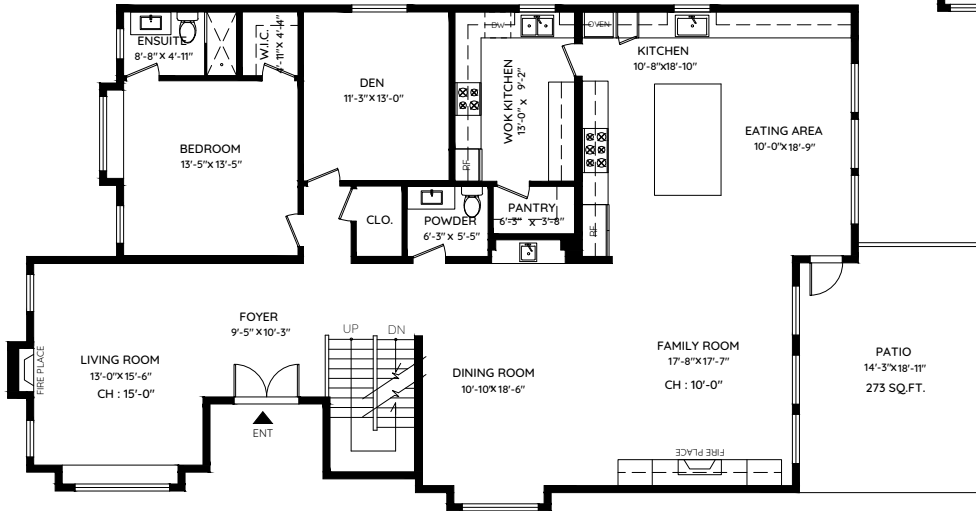 ENSUITE
8'-8" X 4'-11"
W.I.C.
4'-11" X 4'-4"
DEN
11'-3" X 13'-0"
DW
WOK KITCHEN
13'-0" x 9'-2"
RF
OVEN
KITCHEN
10'-8"x18'-10"
EATING AREA
10'-0"x18'-9"
BEDROOM
13'-5"x 13'-5"
CLO.
POWDER
6'-3" x 5'-5"
PANTRY
6'-3" x 3'-8"
RF
FOYER
9'-5" X 10'-3"
UP
DN
LIVING ROOM
13'-0"x15'-6"
CH : 15'-0"
FIRE PLACE
ENT
DINING ROOM
10'-10"x18'-6"
FAMILY ROOM
17'-8"x17'-7"
CH : 10'-0"
FIRE PLACE
PATIO
14'-3"x18'-11"
273 SQ.FT.